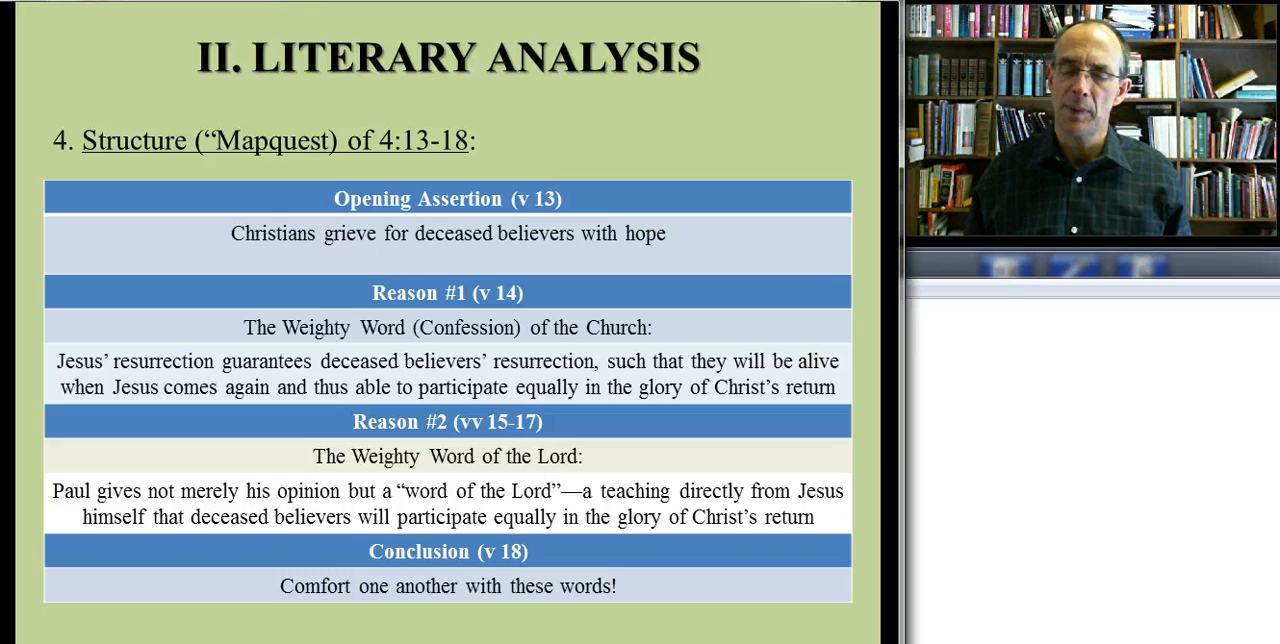 II. LITERARY ANALYSIS
4. Structure (“Mapquest) of 4:13-18:
Opening Assertion (v 13)
Christians grieve for deceased believers with hope
Reason #1 (v 14)
The Weighty Word (Confession) of the Church:
Jesus’ resurrection guarantees deceased believers’ resurrection, such that they will be alive
when Jesus comes again and thus able to participate equally in the glory of Christ’s return
Reason #2 (vv 15-17)
The Weighty Word of the Lord:
Paul gives not merely his opinion but a “word of the Lord”—a teaching directly from Jesus
himself that deceased believers will participate equally in the glory of Christ’s return
Conclusion (v 18)
Comfort one another with these words!